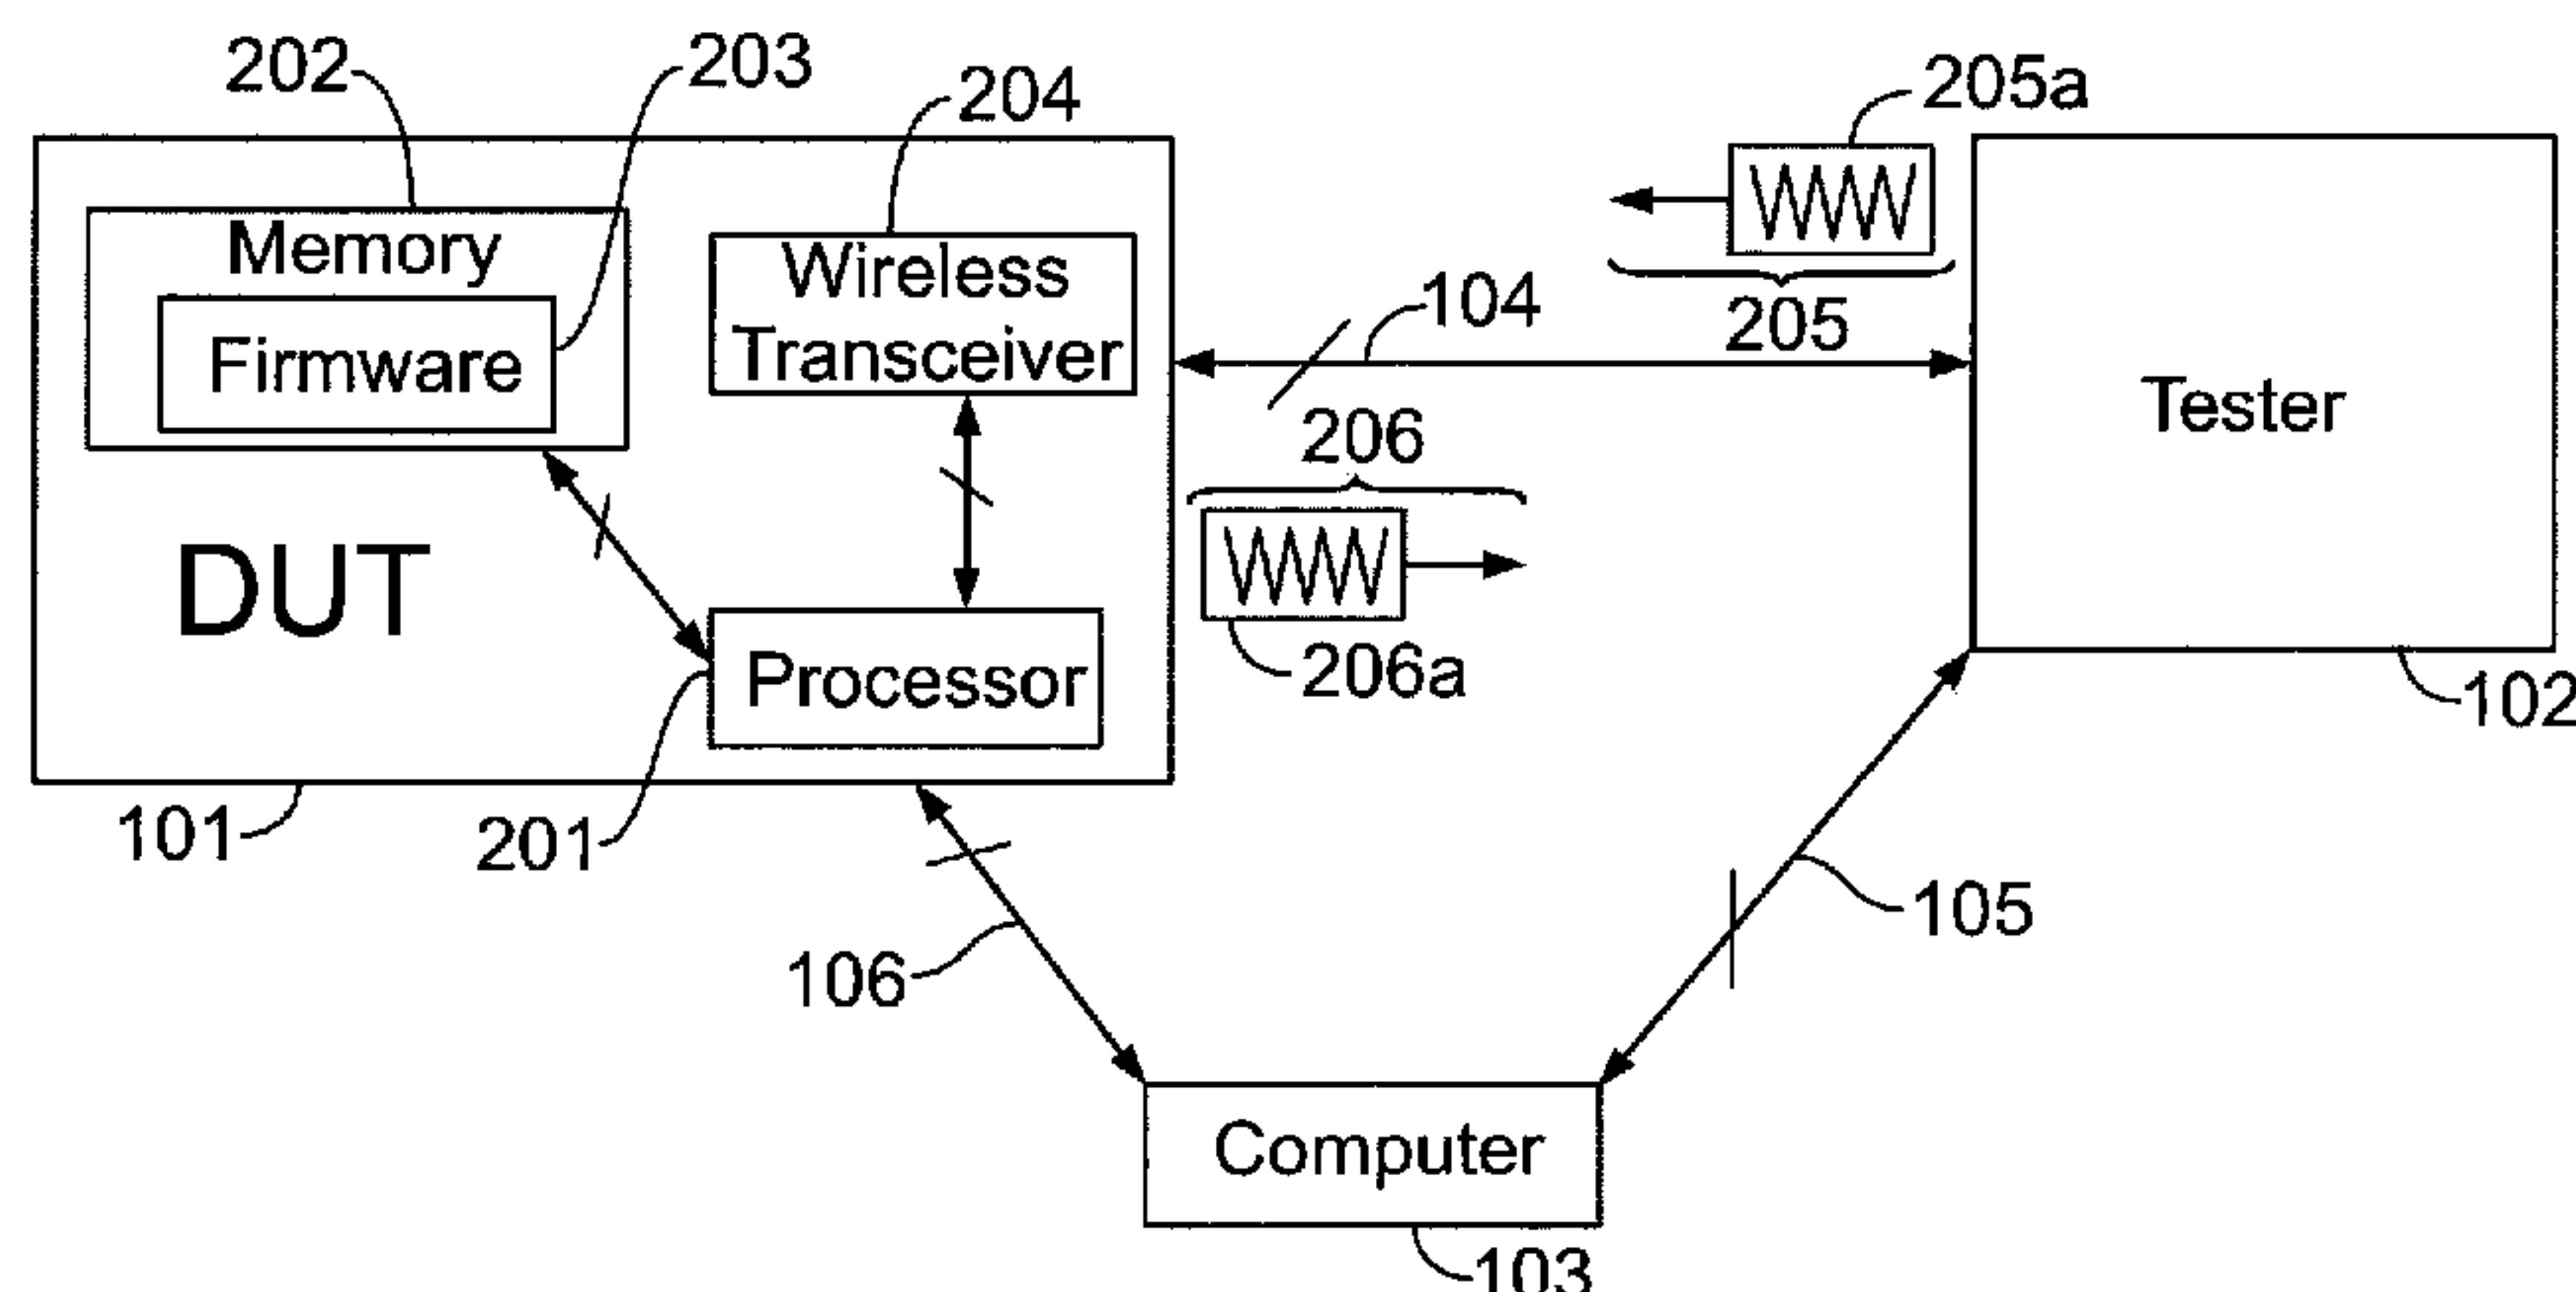 202
203
204
205a
Memory
Firmware
Wireless
Transceiver
104
205
Tester
206
DUT
206a
Processor
102
101
201
105
106
Computer
103